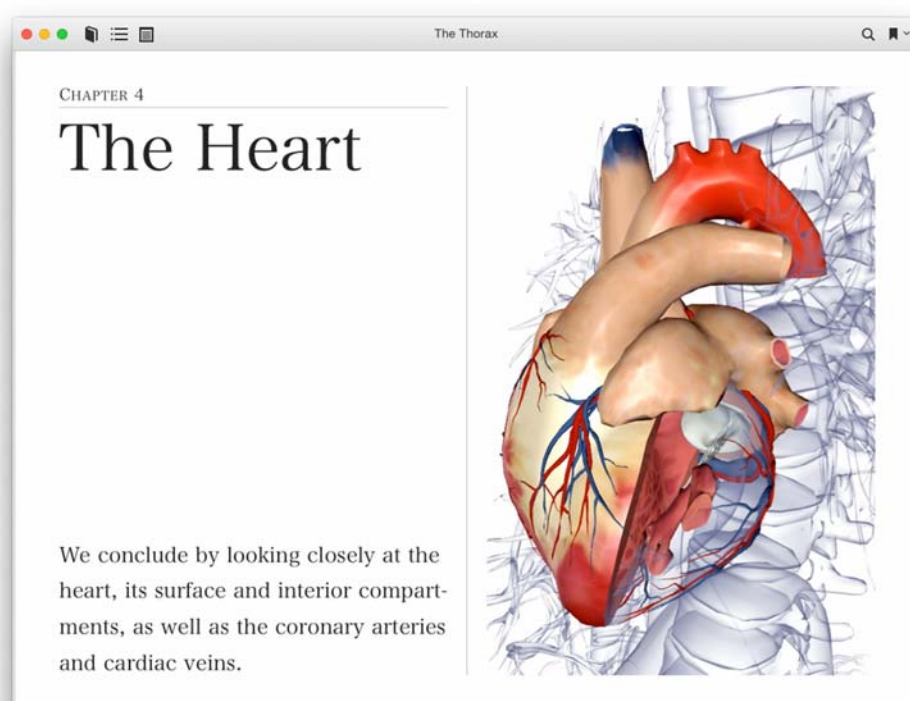 The Thorax
CHAPTER 4
The Heart
We conclude by looking closely at the
heart, its surface and interior compart-
ments, as well as the coronary arteries
and cardiac veins.